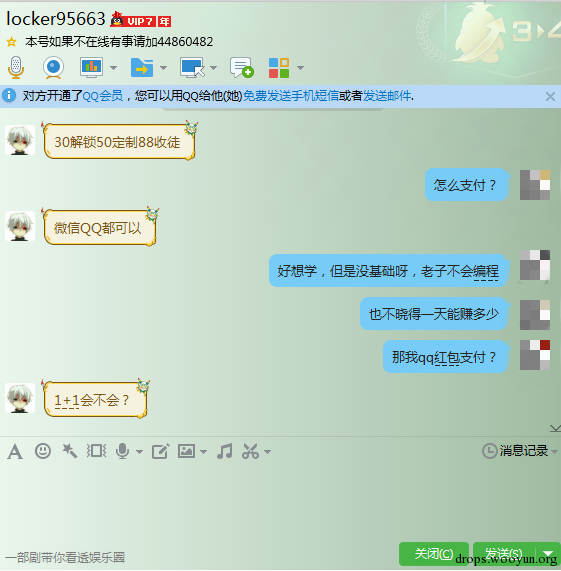 locker95663 VIP7 年
本号如果不在线有事请加44860482
3▸4
对方开通了QQ会员，您可以用QQ给他(她)免费发送手机短信或者发送邮件.
30解锁50定制88收徒
怎么支付？
微信QQ都可以
好想学，但是没基础呀，老子不会编程
也不晓得一天能赚多少
那我qq红包支付？
1+1会不会？
消息记录
一部剧带你看透娱乐圈
关闭(C) 发送(S)
drops.wooyun.org